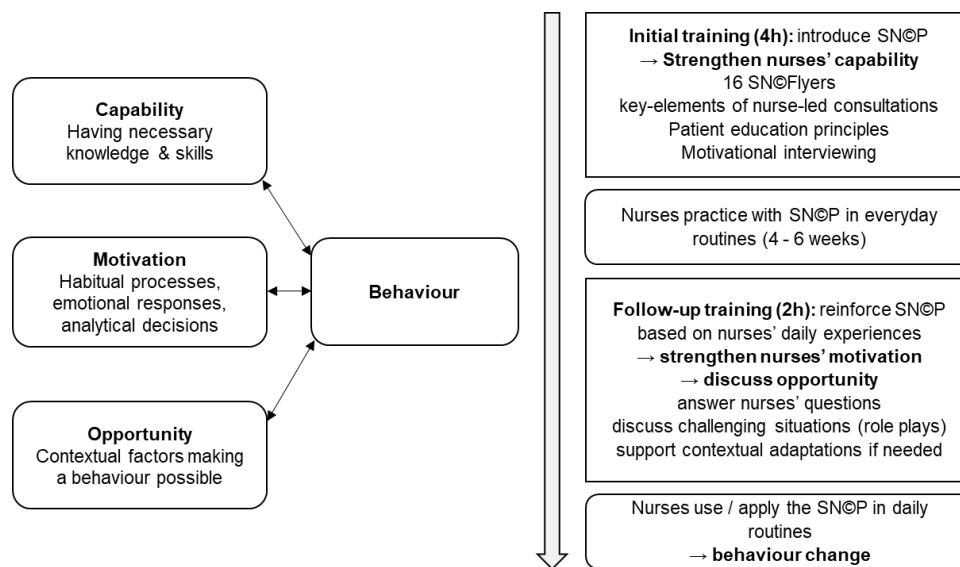 Capability
Having necessary
knowledge & skills
Motivation
Habitual processes,
emotional responses,
analytical decisions
Opportunity
Contextual factors making
a behaviour possible
Behaviour
Initial training (4h): introduce SN©P
→ Strengthen nurses’ capability
16 SN©Flyers
key-elements of nurse-led consultations
Patient education principles
Motivational interviewing
Nurses practice with SN©P in everyday
routines (4 - 6 weeks)
Follow-up training (2h): reinforce SN©P
based on nurses’ daily experiences
→ strengthen nurses’ motivation
→ discuss opportunity
answer nurses’ questions
discuss challenging situations (role plays)
support contextual adaptations if needed
Nurses use / apply the SN©P in daily
routines
→ behaviour change